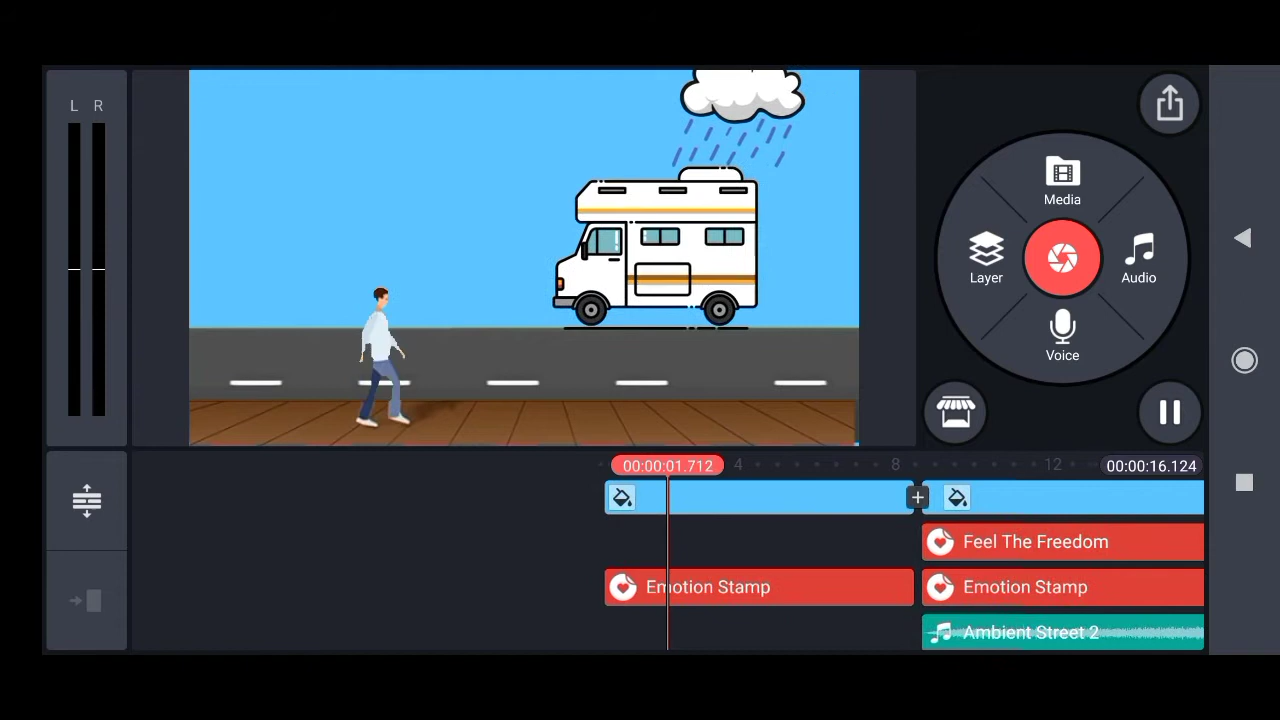 L R
Media
Layer
Audio
Voice
00:00:01.712 4 8 12 00:00:16.124
Feel The Freedom
Emotion Stamp
Emotion Stamp
Ambient Street 2